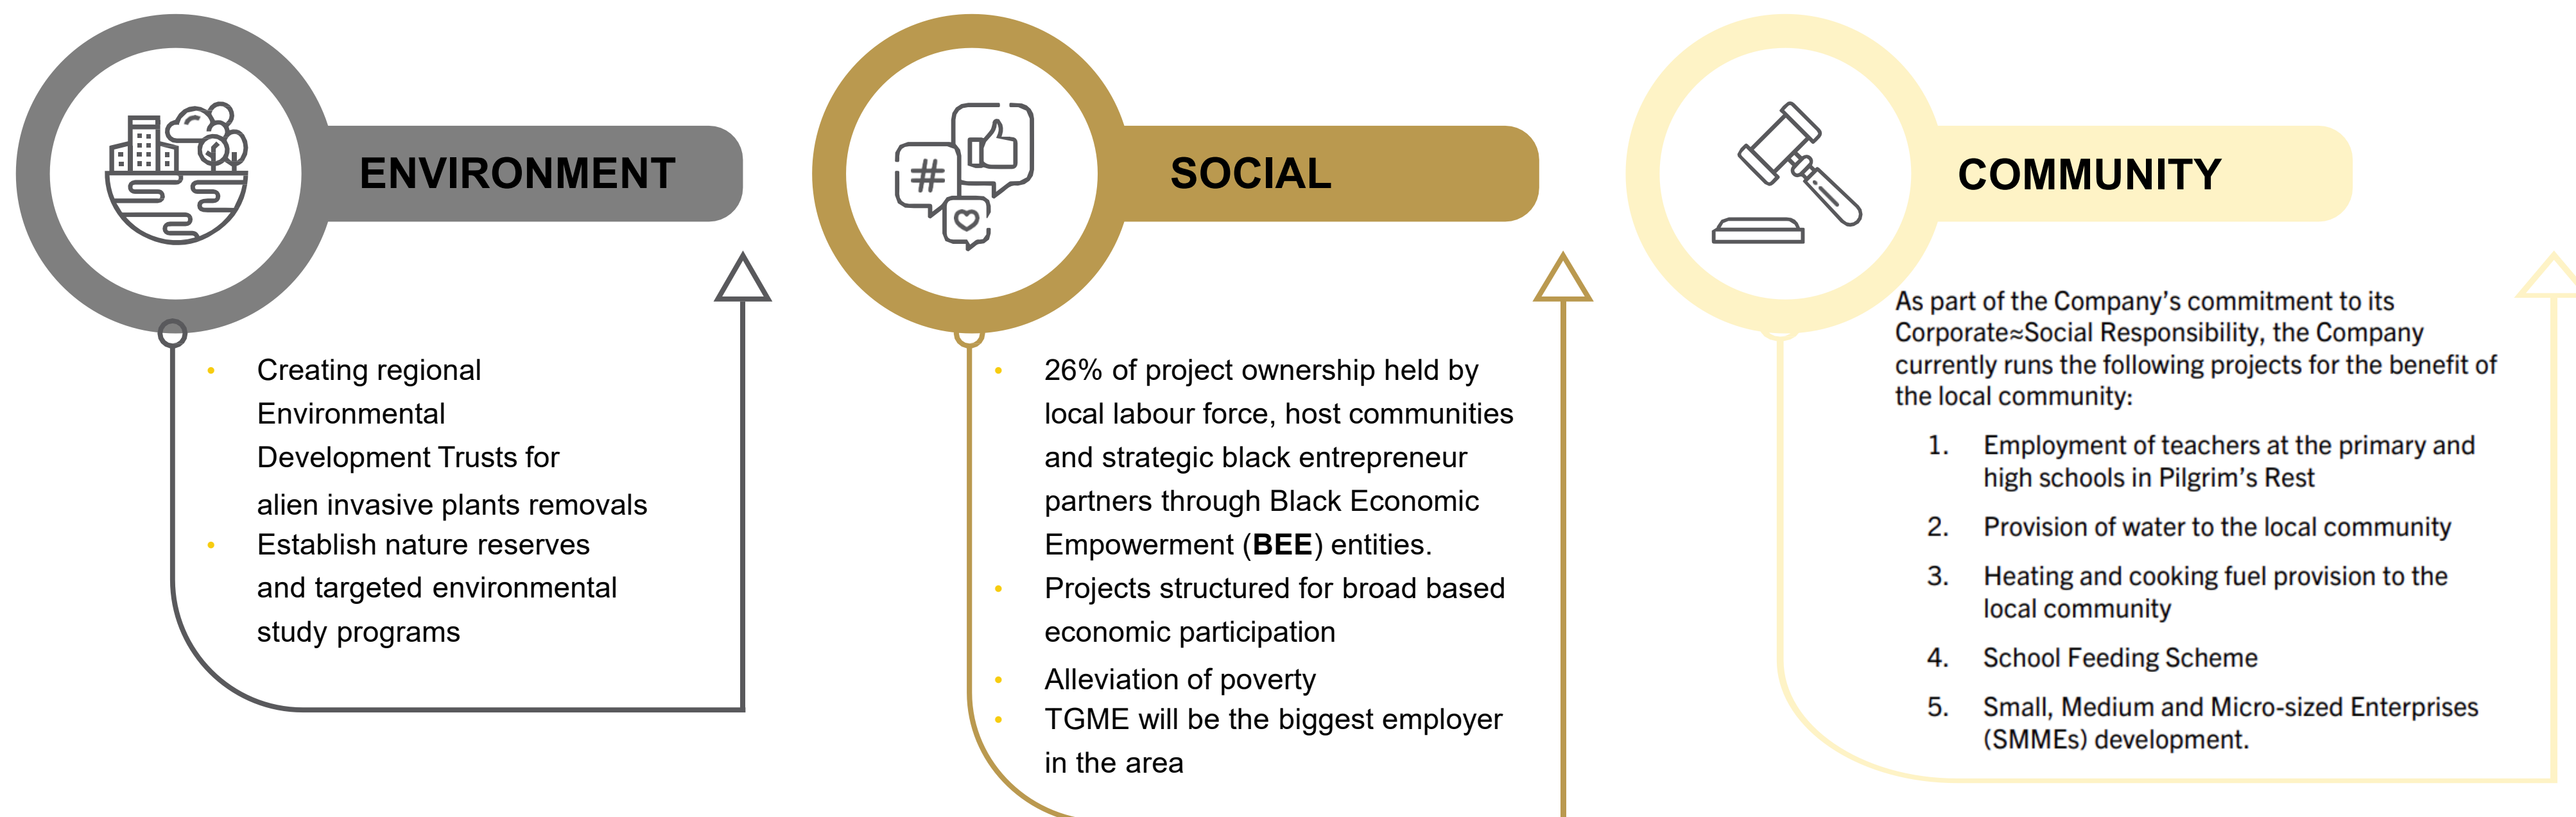 ENVIRONMENT
• Creating regional
Environmental
Development Trusts for
alien invasive plants removals
• Establish nature reserves
and targeted environmental
study programs
#
SOCIAL
• 26% of project ownership held by
local labour force, host communities
and strategic black entrepreneur
partners through Black Economic
Empowerment (BEE) entities.
• Projects structured for broad based
economic participation
• Alleviation of poverty
• TGME will be the biggest employer
in the area
COMMUNITY
As part of the Company’s commitment to its
Corporate≈Social Responsibility, the Company
currently runs the following projects for the benefit of
the local community:
1. Employment of teachers at the primary and
high schools in Pilgrim’s Rest
2. Provision of water to the local community
3. Heating and cooking fuel provision to the
local community
4. School Feeding Scheme
5. Small, Medium and Micro-sized Enterprises
(SMMEs) development.